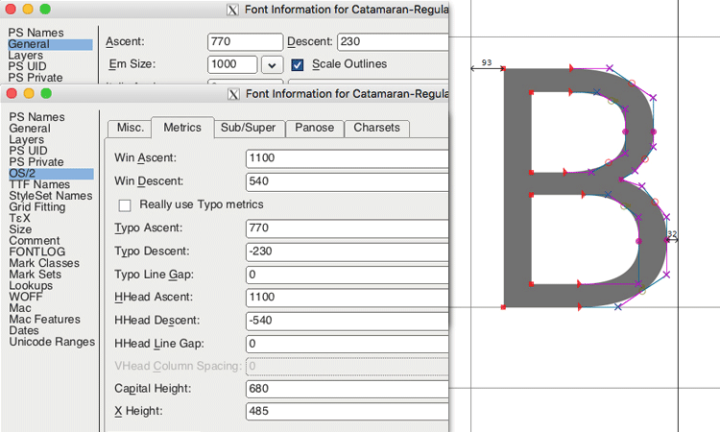 Font Information for Catamaran-Regula
PS Names
General
Layers
PS UID
PS Private
Ascent: 770 Descent: 230
Em Size: 1000 Scale Outlines
Font Information for Catamaran-Regula
PS Names
General
Layers
PS UID
PS Private
OS/2
TTF Names
StyleSet Names
Grid Fitting
TεX
Size
Comment
FONTLOG
Mark Classes
Mark Sets
Lookups
WOFF
Mac
Mac Features
Dates
Unicode Ranges
Misc. Metrics Sub/Super Panose Charsets
Win Ascent: 1100
Win Descent: 540
Really use Typo metrics
Typo Ascent: 770
Typo Descent: -230
Typo Line Gap: 0
HHead Ascent: 1100
HHead Descent: -540
HHead Line Gap: 0
VHead Column Spacing: 0
Capital Height: 680
X Height: 485
93
B
32